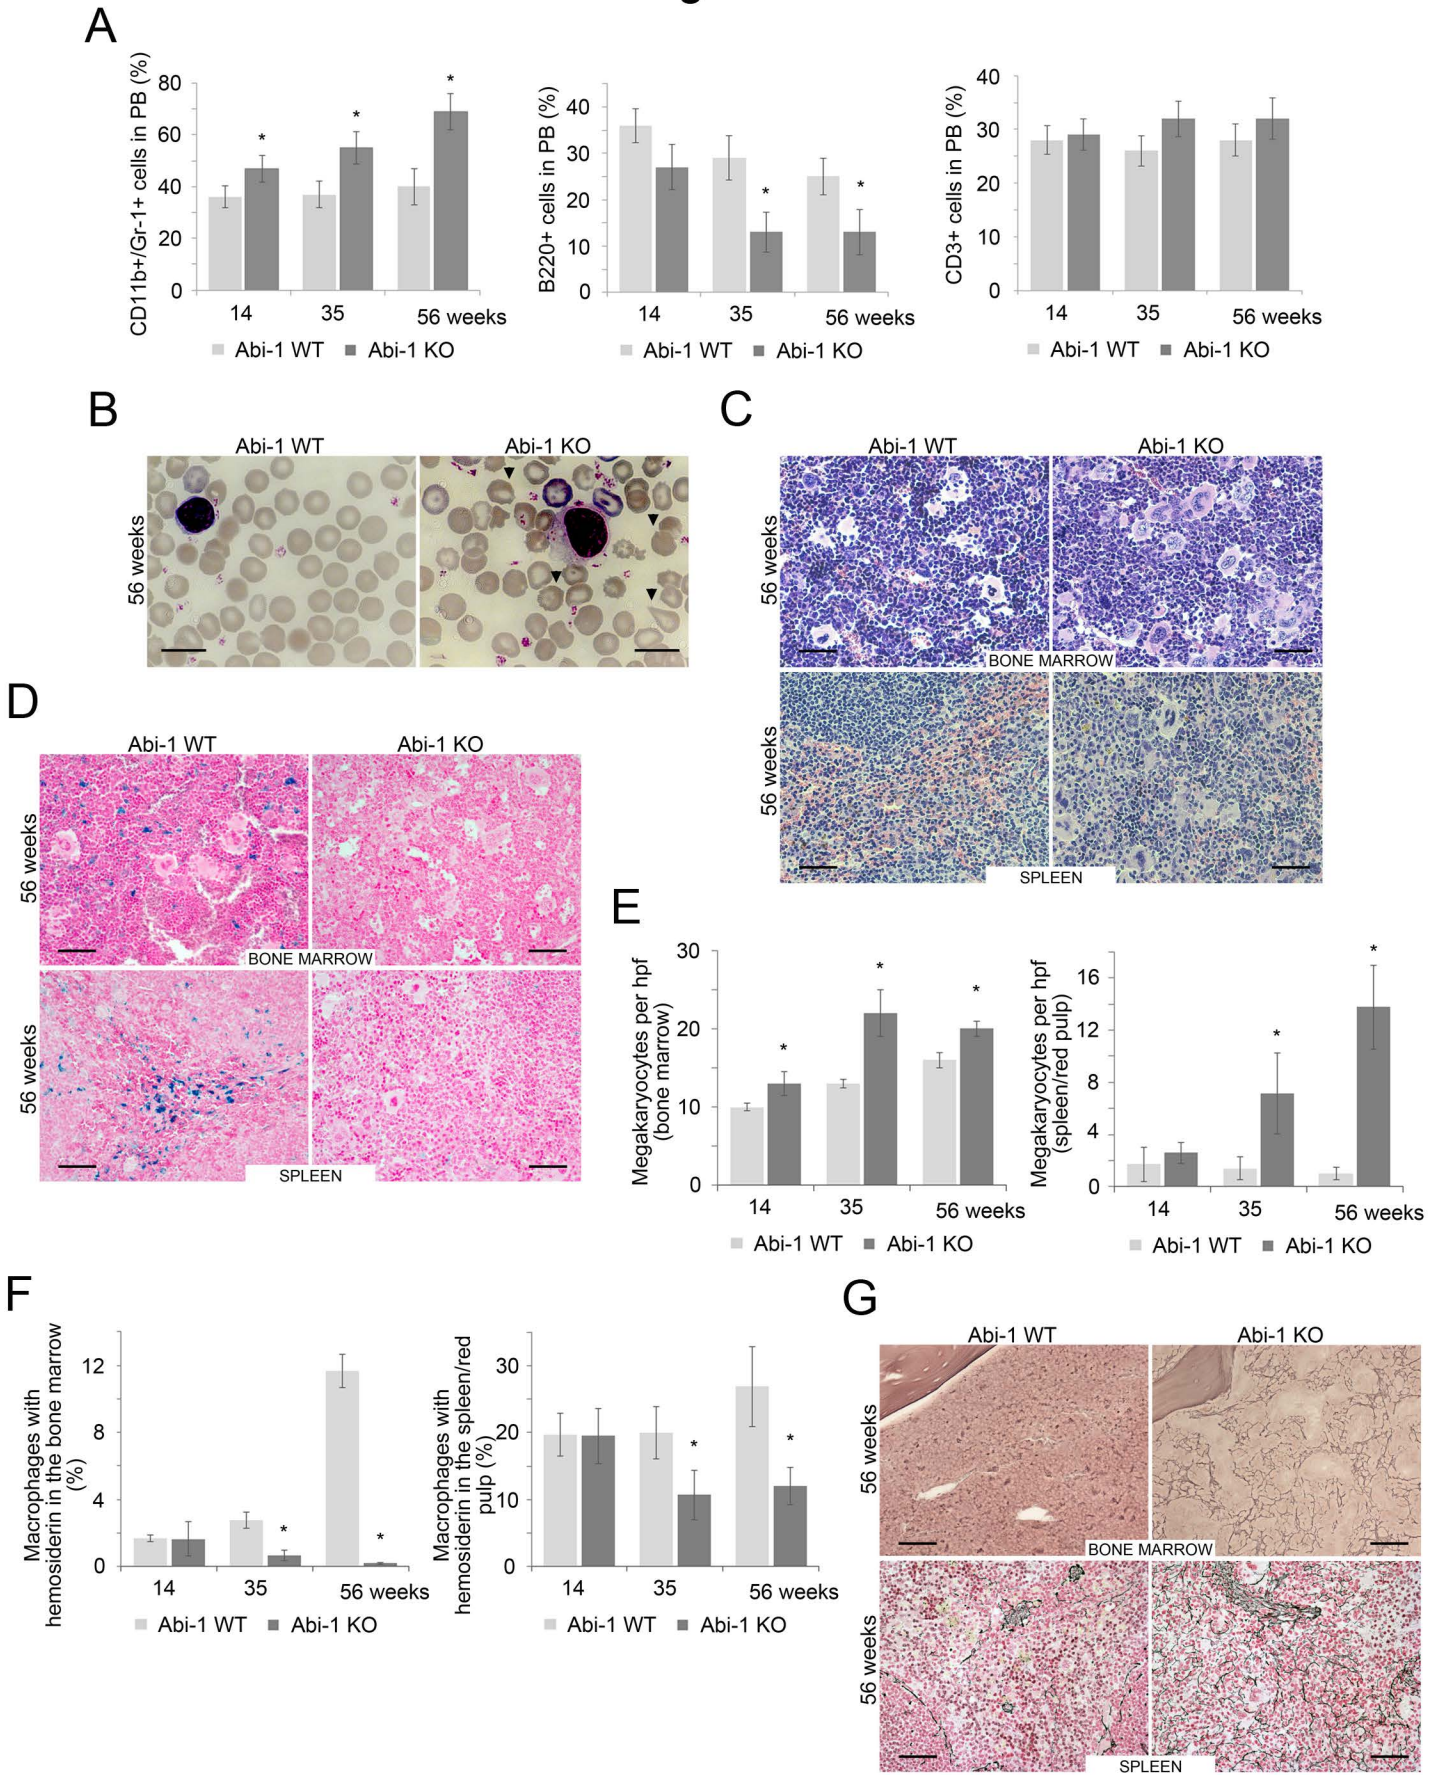 A
CD11b+/Gr-1+ cells in PB (%)
80
60
40
20
0
*
*
*
14 35 56 weeks
Abi-1 WT Abi-1 KO
B220+ cells in PB (%)
40
30
20
10
0
*
*
14 35 56 weeks
Abi-1 WT Abi-1 KO
CD3+ cells in PB (%)
40
30
20
10
0
14 35 56 weeks
Abi-1 WT Abi-1 KO
B
Abi-1 WT Abi-1 KO
56 weeks
C
Abi-1 WT Abi-1 KO
56 weeks
BONE MARROW
56 weeks
SPLEEN
D
Abi-1 WT Abi-1 KO
56 weeks
BONE MARROW
56 weeks
SPLEEN
E
Megakaryocytes per hpf
(bone marrow)
30
20
10
0
*
*
*
14 35 56 weeks
Abi-1 WT Abi-1 KO
Megakaryocytes per hpf
(spleen/red pulp)
16
12
8
4
0
*
*
14 35 56 weeks
Abi-1 WT Abi-1 KO
F
Macrophages with
hemosiderin in the bone marrow
(%)
12
8
4
0
*
*
14 35 56 weeks
Abi-1 WT Abi-1 KO
Macrophages with
hemosiderin in the spleen/red
pulp (%)
30
20
10
0
*
*
14 35 56 weeks
Abi-1 WT Abi-1 KO
G
Abi-1 WT Abi-1 KO
56 weeks
BONE MARROW
56 weeks
SPLEEN